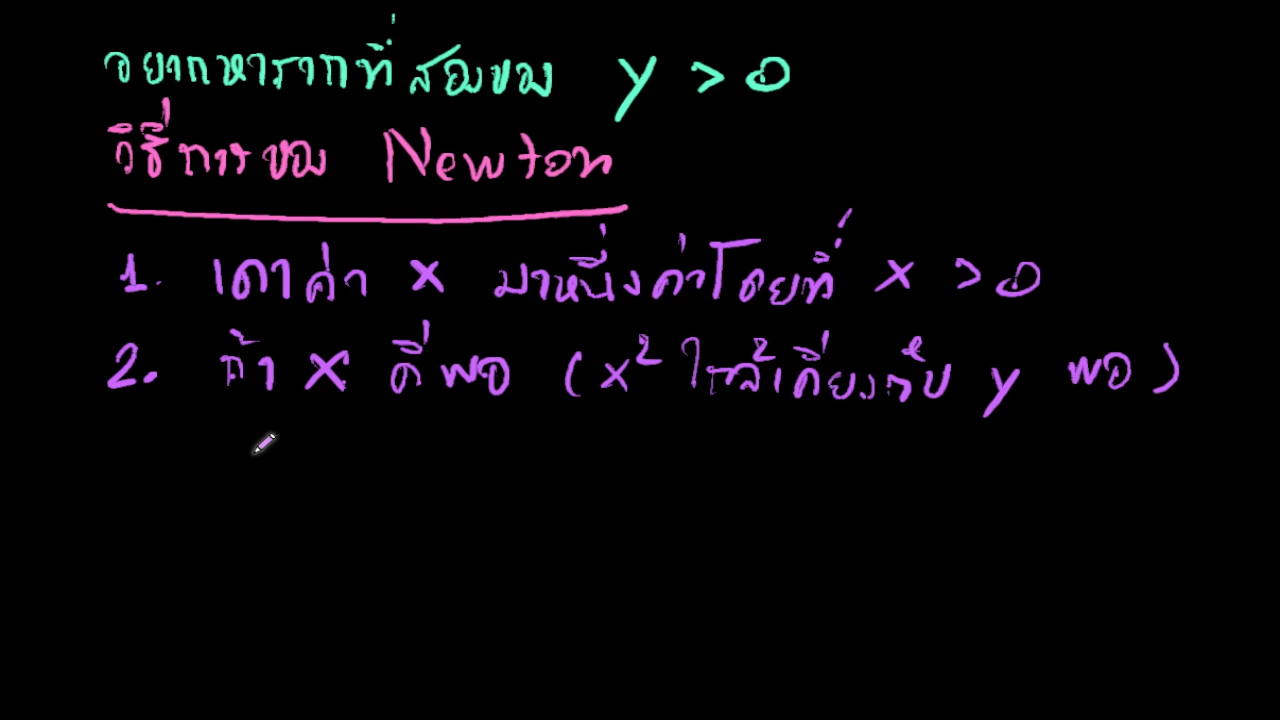 อยากหารากที่สองของ y > 0
วิธีการของ Newton
1. เดาค่า x มาหนึ่งค่าโดยที่ x > 0
2. ถ้า x ดีพอ (x² ใกล้เคียงกับ y พอ)